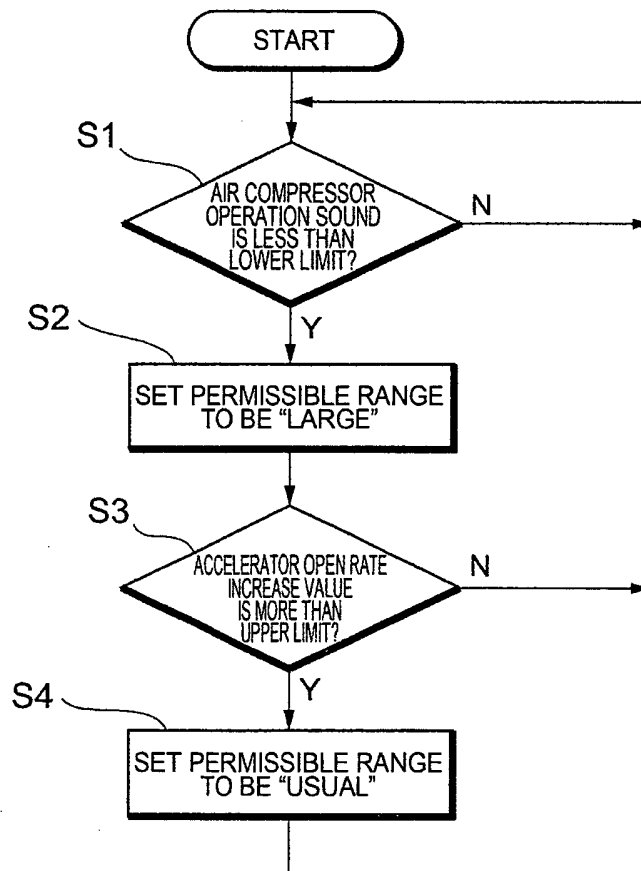 START
S1
AIR COMPRESSOR
OPERATION SOUND
IS LESS THAN
LOWER LIMIT?
N
Y
S2
SET PERMISSIBLE RANGE
TO BE "LARGE"
S3
ACCELERATOR OPEN RATE
INCREASE VALUE
IS MORE THAN
UPPER LIMIT?
N
Y
S4
SET PERMISSIBLE RANGE
TO BE "USUAL"